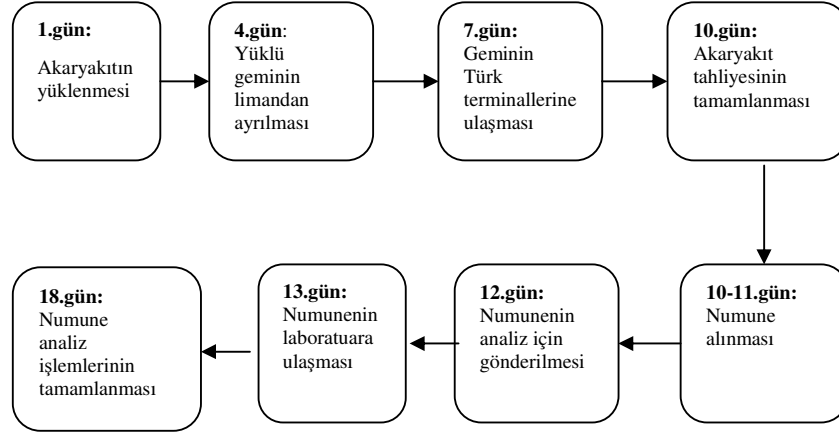 1.gün:
Akaryakıtın
yüklenmesi
4.gün:
Yüklü
geminin
limandan
ayrılması
7.gün:
Geminin
Türk
terminallerine
ulaşması
10.gün:
Akaryakıt
tahliyesinin
tamamlanması
10-11.gün:
Numune
alınması
12.gün:
Numunenin
analiz için
gönderilmesi
13.gün:
Numunenin
laboratuara
ulaşması
18.gün:
Numune
analiz
işlemlerinin
tamamlanması